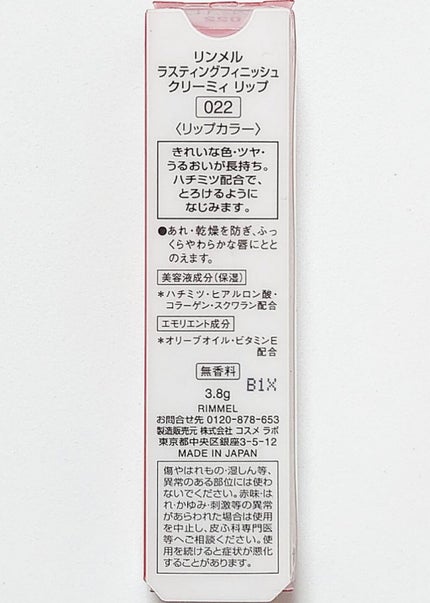 リンメル
ラスティングフィニッシュ
クリーミィ リップ
022
〈リップカラー〉
きれいな色・ツヤ・
うるおいが長持ち。
ハチミツ配合で、
とろけるように
なじみます。
●あれ・乾燥を防ぎ、ふっ
くらやわらかな唇にとと
のえます。
美容液成分(保湿)
＊ハチミツ・ヒアルロン酸・
コラーゲン・スクワラン配合
エモリエント成分
＊オリーブオイル・ビタミンE
配合
無香料
B1X
3.8g
RIMMEL
お問合せ先 0120-878-653
製造販売元 株式会社 コスメ ラボ
東京都中央区銀座3-5-12
MADE IN JAPAN
傷やはれもの・湿しん等、
異常のある部位には使わ
ないでください。赤味・は
れ・かゆみ・刺激等の異常
があらわれた場合は使用
を中止し、皮ふ科専門医
等へご相談ください。使
用を続けると症状が悪化
することがあります。